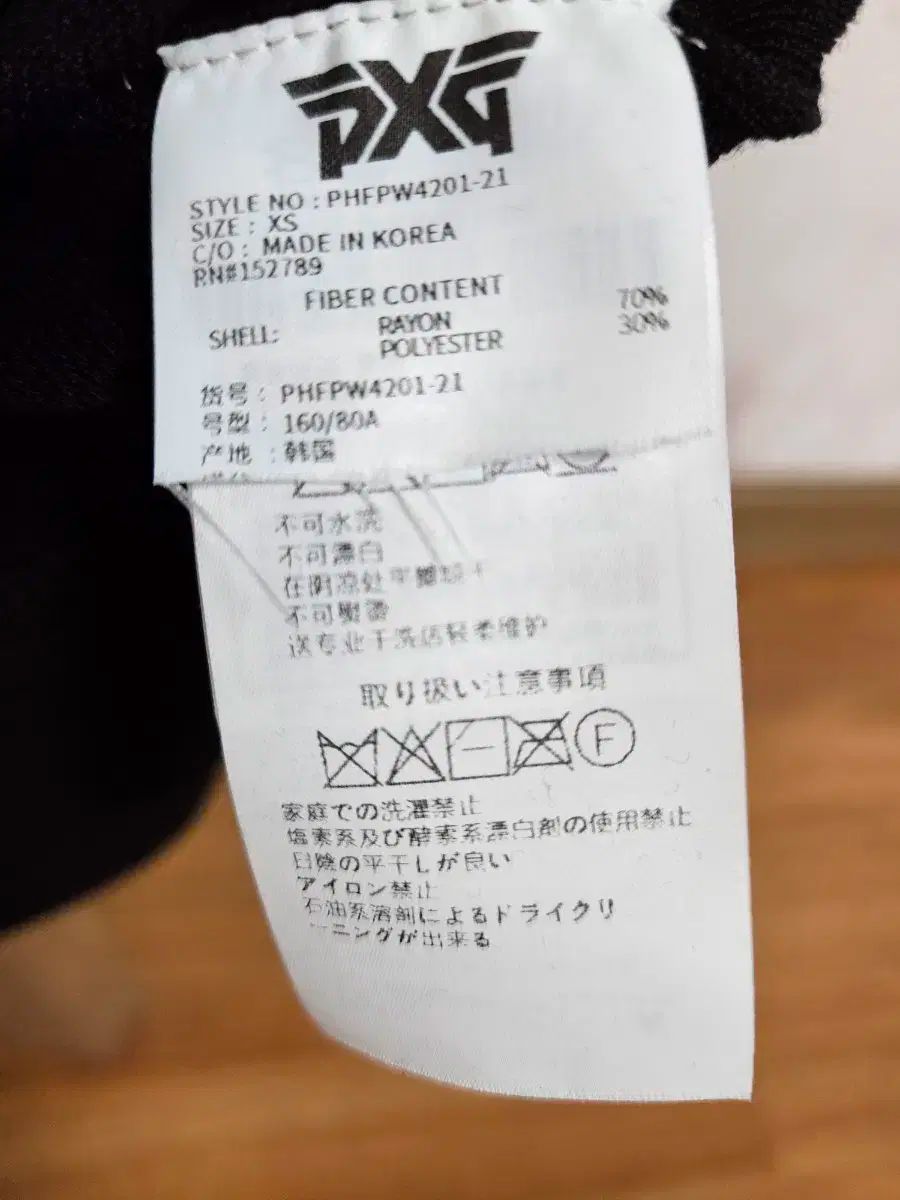 PXG
STYLE NO : PHFPW4201-21
SIZE : XS
C/O : MADE IN KOREA
RN#152789
FIBER CONTENT
SHELL: RAYON 70%
POLYESTER 30%
货号 : PHFPW4201-21
号型 : 160/80A
产地 : 韩国
不可水洗
不可漂白
在阴凉处平
不可熨烫
送专业干洗店轻柔维护
取り扱い注意事項
F
家庭での洗濯禁止
塩素系及び酵素系漂白剤の使用禁止
日陰の平干しが良い
アイロン禁止
石油系溶剤によるドライクリ
ーニングが出来る